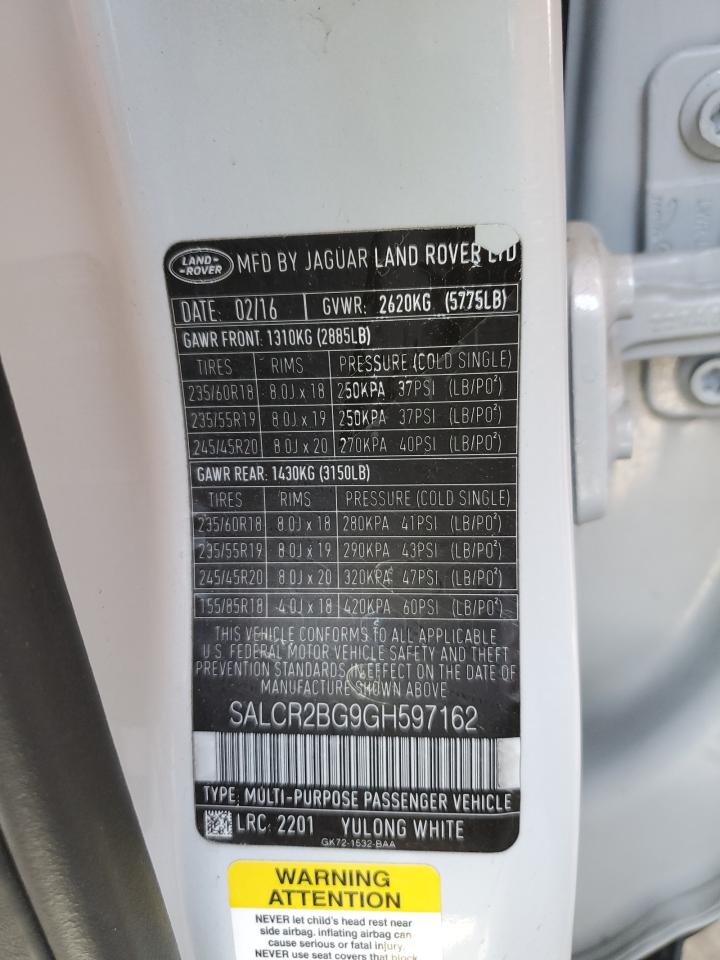 LAND-
-ROVER
MFD BY JAGUAR LAND ROVER LTD
DATE: 02/16 GVWR: 2620KG (5775LB)
GAWR FRONT: 1310KG (2885LB)
TIRES RIMS PRESSURE (COLD SINGLE)
235/60R18 8.0J x 18 250KPA 37PSI (LB/PO²)
235/55R19 8.0J x 19 250KPA 37PSI (LB/PO²)
245/45R20 8.0J x 20 270KPA 40PSI (LB/PO²)
GAWR REAR: 1430KG (3150LB)
TIRES RIMS PRESSURE (COLD SINGLE)
235/60R18 8.0J x 18 280KPA 41PSI (LB/PO²)
235/55R19 8.0J x 19 290KPA 43PSI (LB/PO²)
245/45R20 8.0J x 20 320KPA 47PSI (LB/PO²)
155/85R18 4.0J x 18 420KPA 60PSI (LB/PO²)
THIS VEHICLE CONFORMS TO ALL APPLICABLE
U.S. FEDERAL MOTOR VEHICLE SAFETY AND THEFT
PREVENTION STANDARDS IN EFFECT ON THE DATE OF
MANUFACTURE SHOWN ABOVE
SALCR2BG9GH597162
TYPE: MULTI-PURPOSE PASSENGER VEHICLE
LRC: 2201 YULONG WHITE
GK72-1532-BAA
WARNING
ATTENTION
NEVER let child's head rest near
side airbag. inflating airbag can
cause serious or fatal injury.
NEVER use seat covers that block